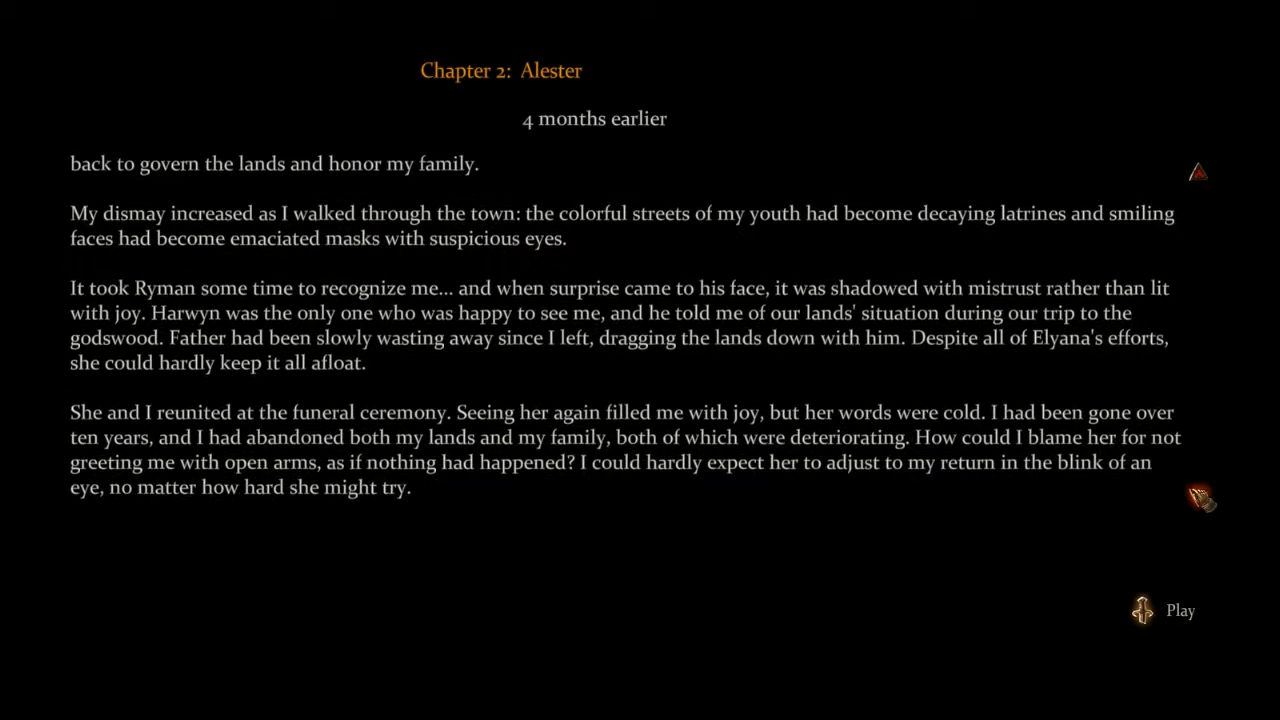 Chapter 2: Alester
4 months earlier
back to govern the lands and honor my family.
My dismay increased as I walked through the town: the colorful streets of my youth had become decaying latrines and smiling
faces had become emaciated masks with suspicious eyes.
It took Ryman some time to recognize me... and when surprise came to his face, it was shadowed with mistrust rather than lit
with joy. Harwyn was the only one who was happy to see me, and he told me of our lands' situation during our trip to the
godswood. Father had been slowly wasting away since I left, dragging the lands down with him. Despite all of Elyana's efforts,
she could hardly keep it all afloat.
She and I reunited at the funeral ceremony. Seeing her again filled me with joy, but her words were cold. I had been gone over
ten years, and I had abandoned both my lands and my family, both of which were deteriorating. How could I blame her for not
greeting me with open arms, as if nothing had happened? I could hardly expect her to adjust to my return in the blink of an
eye, no matter how hard she might try.
Play